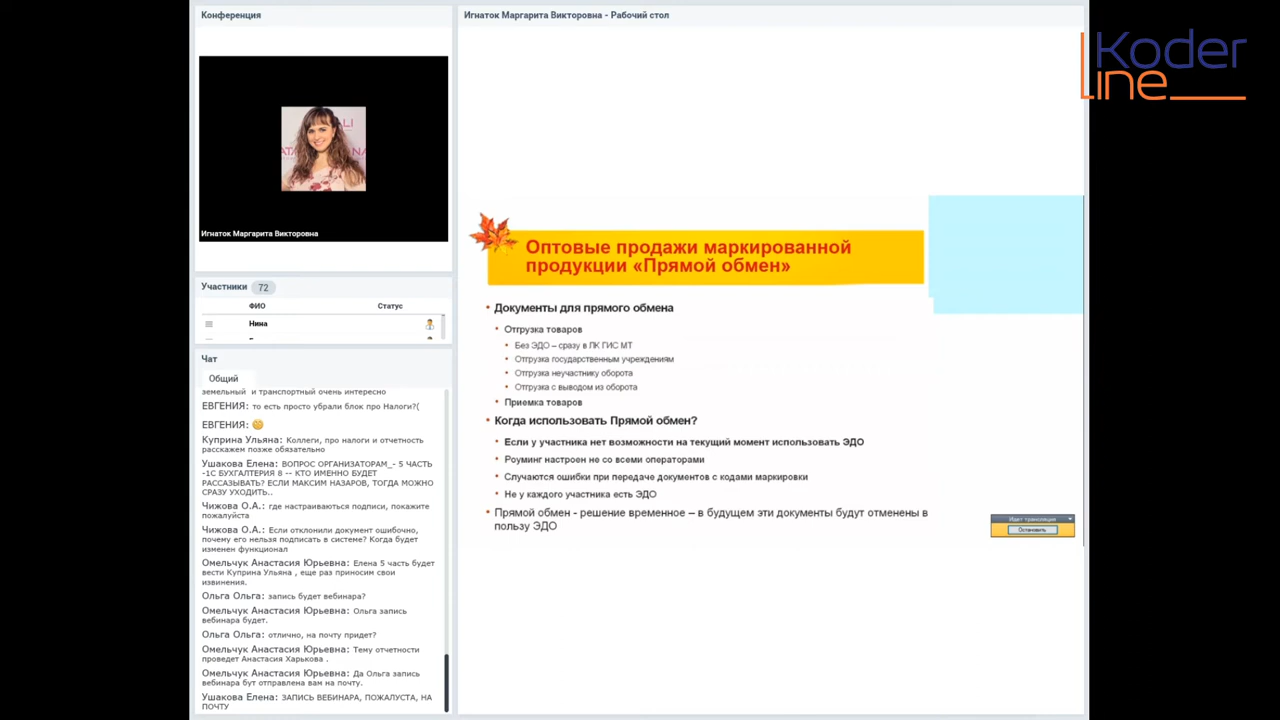 Конференция
Игнаток Маргарита Викторовна - Рабочий стол
Koder
line
Игнаток Маргарита Викторовна
Участники 72
ФИО Статус
Нина
Чат
Общий
земельный и транспортный очень интересно
ЕВГЕНИЯ: то есть просто убрали блок про Налоги?(
ЕВГЕНИЯ:
Куприна Ульяна: Коллеги, про налоги и отчетность
расскажем позже обязательно
Ушакова Елена: ВОПРОС ОРГАНИЗАТОРАМ_- 5 ЧАСТЬ
-1С БУХГАЛТЕРИЯ 8 -- КТО ИМЕННО БУДЕТ
РАССАЗЫВАТЬ? ЕСЛИ МАКСИМ НАЗАРОВ, ТОГДА МОЖНО
СРАЗУ УХОДИТЬ..
Чижова О.А.: где настраиваються подписи, покажите
пожалуйста
Чижова О.А.: Если отклонили документ ошибочно,
почему его нельзя подписать в системе? Когда будет
изменен функционал
Омельчук Анастасия Юрьевна: Елена 5 часть будет
вести Куприна Ульяна , еще раз приносим свои
извинения.
Ольга Ольга: запись будет вебинара?
Омельчук Анастасия Юрьевна: Ольга запись
вебинара будет.
Ольга Ольга: отлично, на почту придет?
Омельчук Анастасия Юрьевна: Тему отчетности
проведет Анастасия Харькова .
Омельчук Анастасия Юрьевна: Да Ольга запись
вебинара бут отправлена вам на почту.
Ушакова Елена: ЗАПИСЬ ВЕБИНАРА, ПОЖАЛУСТА, НА
ПОЧТУ
Оптовые продажи маркированной
продукции «Прямой обмен»
• Документы для прямого обмена
• Отгрузка товаров
• Без ЭДО – сразу в ЛК ГИС МТ
• Отгрузка государственным учреждениям
• Отгрузка неучастнику оборота
• Отгрузка с выводом из оборота
• Приемка товаров
• Когда использовать Прямой обмен?
• Если у участника нет возможности на текущий момент использовать ЭДО
• Роуминг настроен не со всеми операторами
• Случаются ошибки при передаче документов с кодами маркировки
• Не у каждого участника есть ЭДО
• Прямой обмен - решение временное – в будущем эти документы будут отменены в
пользу ЭДО
Идет трансляция
Остановить